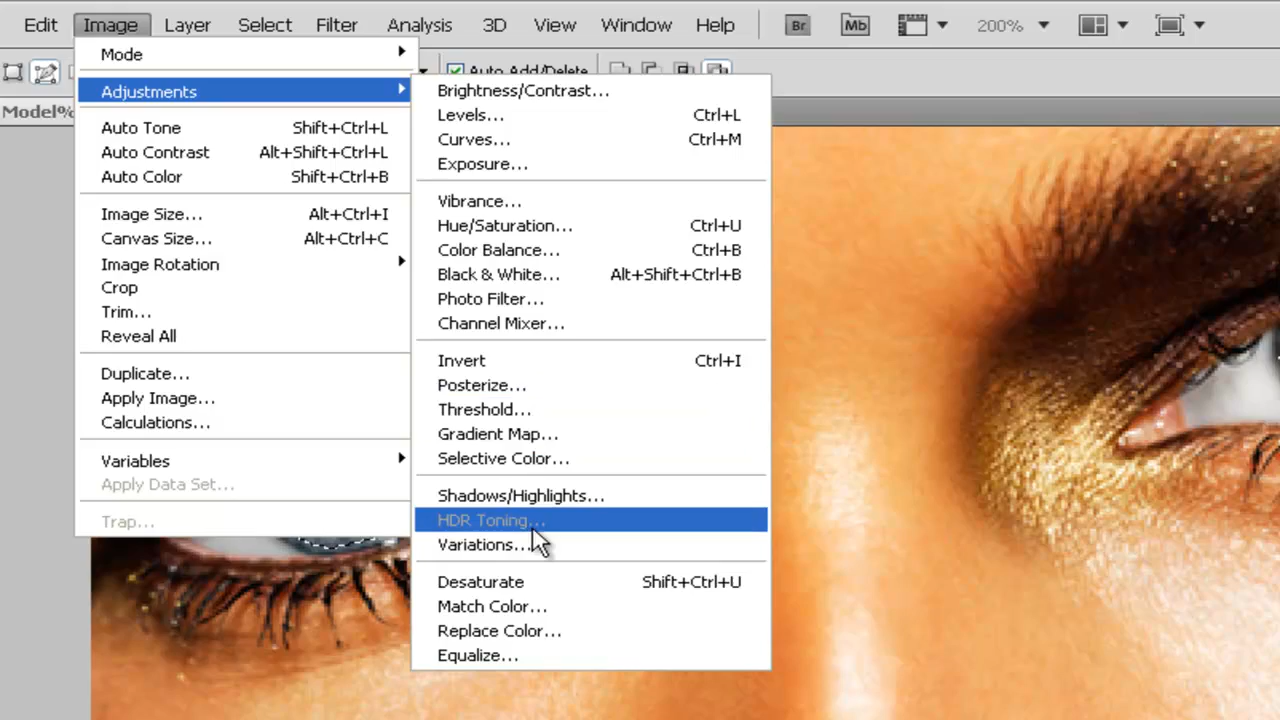 Edit Image Layer Select Filter Analysis 3D View Window Help Br Mb 200%
Mode
Auto Add/Delete
Adjustments
Model%
Auto Tone Shift+Ctrl+L
Auto Contrast Alt+Shift+Ctrl+L
Auto Color Shift+Ctrl+B
Image Size... Alt+Ctrl+I
Canvas Size... Alt+Ctrl+C
Image Rotation
Crop
Trim...
Reveal All
Duplicate...
Apply Image...
Calculations...
Variables
Apply Data Set...
Trap...
Brightness/Contrast...
Levels... Ctrl+L
Curves... Ctrl+M
Exposure...
Vibrance...
Hue/Saturation... Ctrl+U
Color Balance... Ctrl+B
Black & White... Alt+Shift+Ctrl+B
Photo Filter...
Channel Mixer...
Invert Ctrl+I
Posterize...
Threshold...
Gradient Map...
Selective Color...
Shadows/Highlights...
HDR Toning...
Variations...
Desaturate Shift+Ctrl+U
Match Color...
Replace Color...
Equalize...